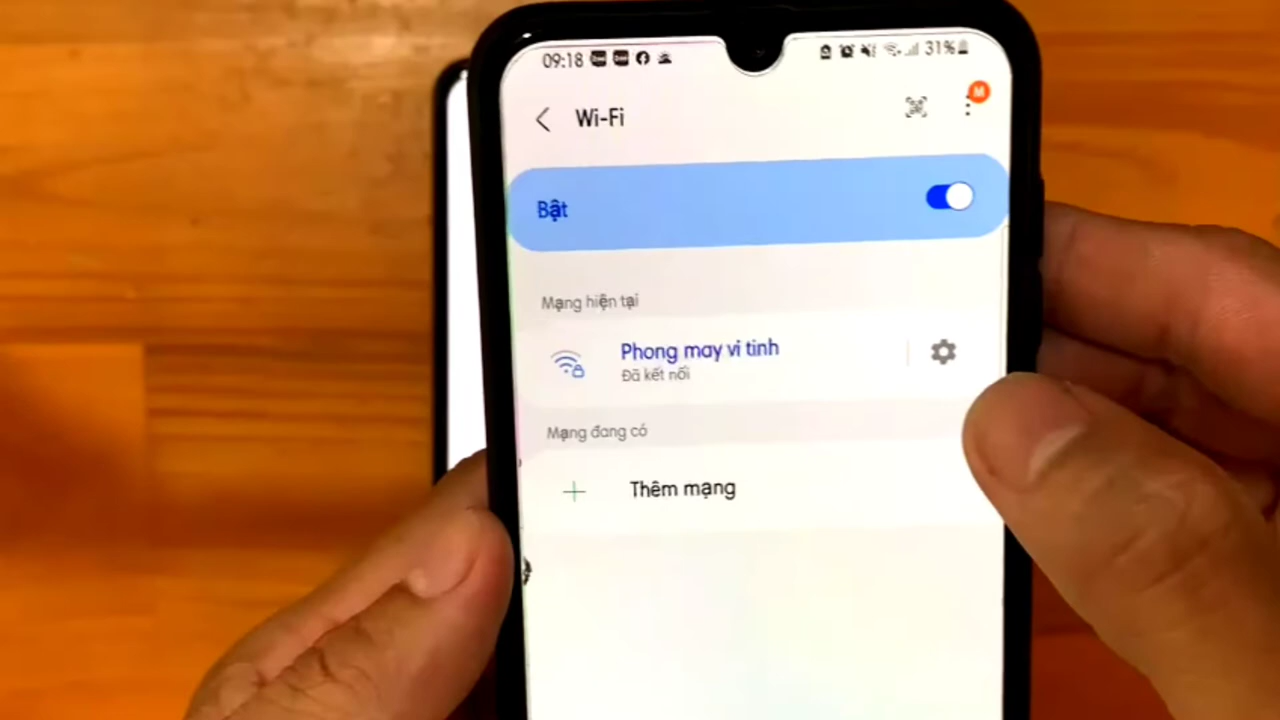 09:18
31%
Wi-Fi
M
Bật
Mạng hiện tại
Phong may vi tinh
Đã kết nối
Mạng đang có
Thêm mạng